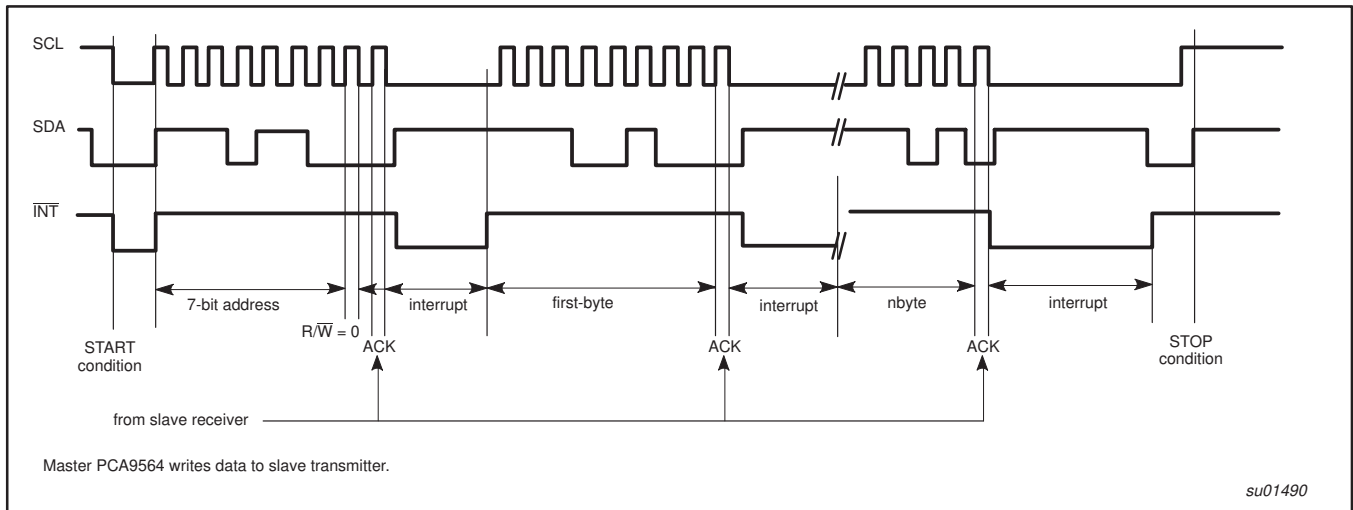 SCL
SDA
INT
7-bit address
R/W = 0
interrupt
first-byte
interrupt
nbyte
interrupt
START
condition
ACK
ACK
ACK
STOP
condition
from slave receiver
Master PCA9564 writes data to slave transmitter.
su01490